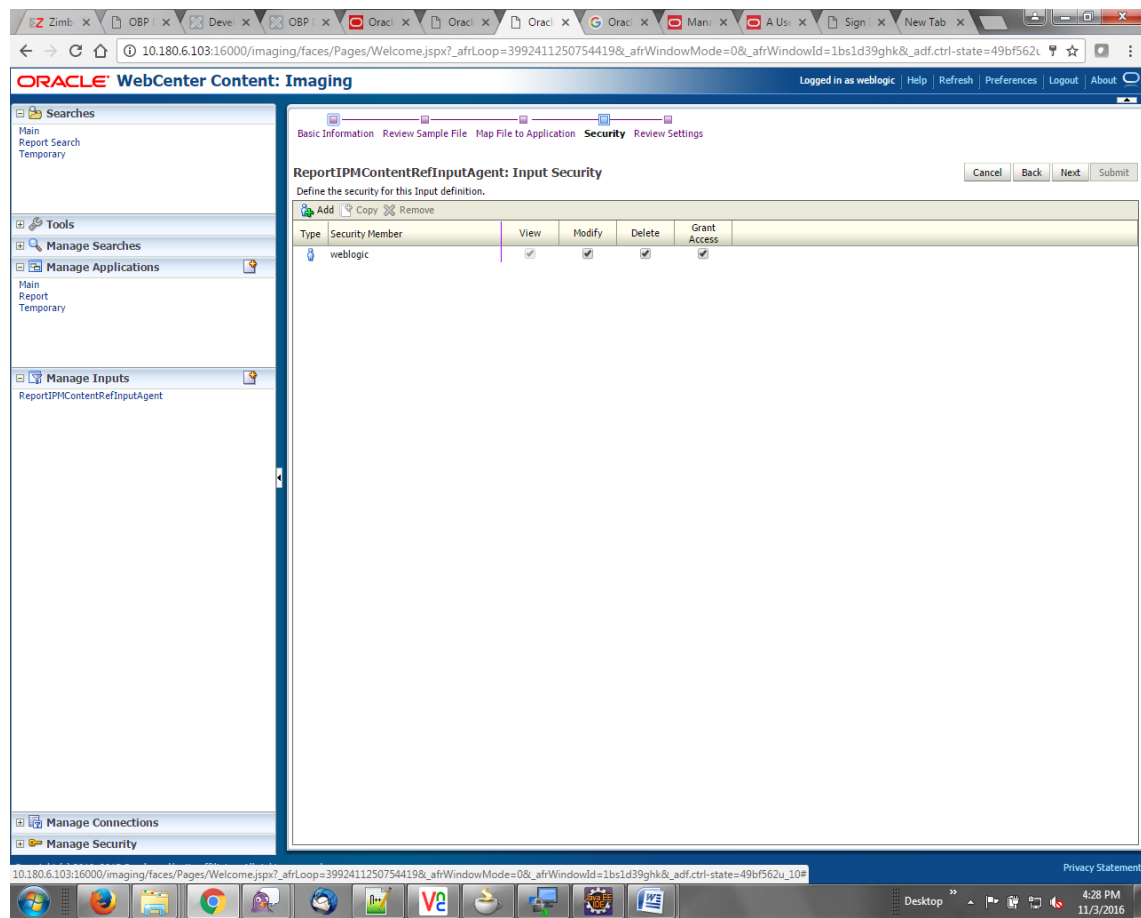 Zimb
OBP
Deve
OBP
Oracl
Oracl
Oracl
Oracl
Man
A Use
Sign
New Tab
10.180.6.103:16000/imaging/faces/Pages/Welcome.jspx?_afrLoop=3992411250754419&_afrWindowMode=0&_afrWindowId=1bs1d39ghk&_adf.ctrl-state=49bf562u
ORACLE WebCenter Content: Imaging
Logged in as weblogic Help Refresh Preferences Logout About
Searches
Main
Report Search
Temporary
Tools
Manage Searches
Manage Applications
Main
Report
Temporary
Manage Inputs
ReportIPMContentRefInputAgent
Manage Connections
Manage Security
Basic Information Review Sample File Map File to Application Security Review Settings
ReportIPMContentRefInputAgent: Input Security
Cancel Back Next Submit
Define the security for this Input definition.
Add Copy Remove
Type Security Member View Modify Delete Grant Access
weblogic
Privacy Statement
10.180.6.103:16000/imaging/faces/Pages/Welcome.jspx?_afrLoop=3992411250754419&_afrWindowMode=0&_afrWindowId=1bs1d39ghk&_adf.ctrl-state=49bf562u_10#
Desktop
4:28 PM
11/3/2016